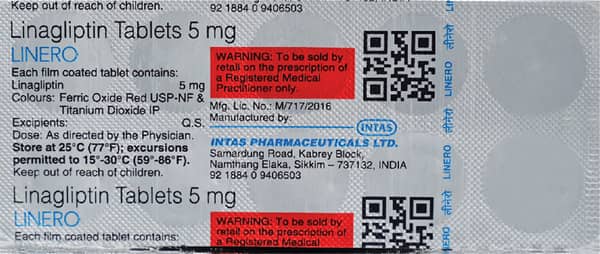 Keep out of reach of children.
92 1884 0 9406503
Linagliptin Tablets 5 mg
LINERO
Each film coated tablet contains:
Linagliptin 5 mg
Colours: Ferric Oxide Red USP-NF &
Titanium Dioxide IP
Excipients: Q.S.
Dose: As directed by the Physician.
Store at 25°C (77°F); excursions
permitted to 15°-30°C (59°-86°F).
Keep out of reach of children.
WARNING: To be sold by
retail on the prescription of
a Registered Medical
Practitioner only.
Mfg. Lic. No.: M/717/2016
Manufactured by:
INTAS
INTAS PHARMACEUTICALS LTD.
Samardung Road, Kabrey Block,
Namthang Elaka, Sikkim – 737132, INDIA
92 1884 0 9406503
LINERO लीनेरो LINERO लीनेरो LINERO लीनेरो
Linagliptin Tablets 5 mg
LINERO
Each film coated tablet contains:
WARNING: To be sold by
retail on the prescription of
a Registered Medical